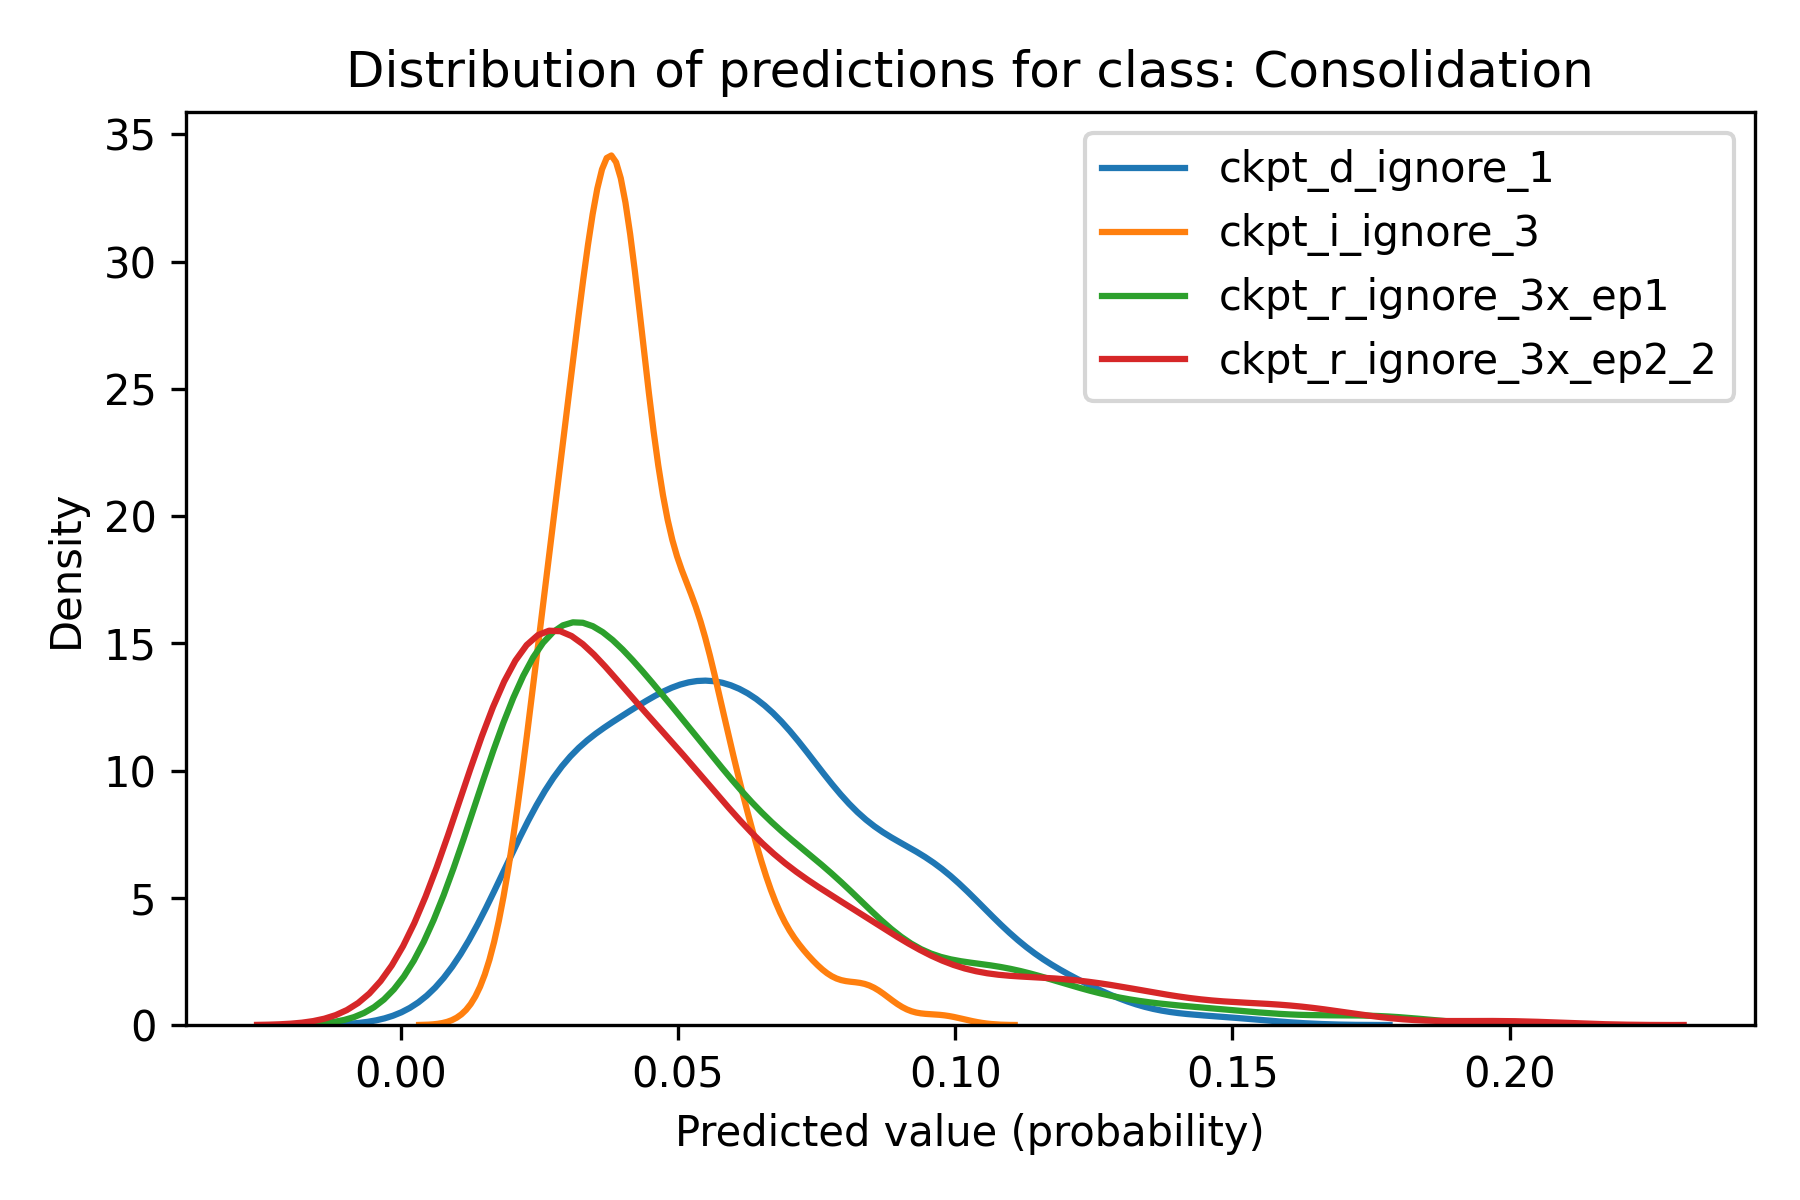 Distribution of predictions for class: Consolidation
35
30
25
20
15
10
5
0
Density
ckpt_d_ignore_1
ckpt_i_ignore_3
ckpt_r_ignore_3x_ep1
ckpt_r_ignore_3x_ep2_2
0.00 0.05 0.10 0.15 0.20
Predicted value (probability)